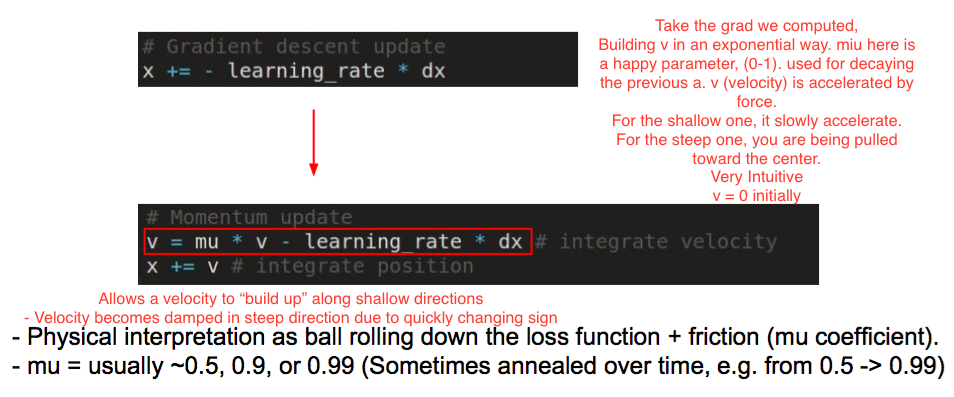 # Gradient descent update
x += - learning_rate * dx
Take the grad we computed,
Building v in an exponential way. miu here is
a happy parameter, (0-1). used for decaying
the previous a. v (velocity) is accelerated by
force.
For the shallow one, it slowly accelerate.
For the steep one, you are being pulled
toward the center.
Very Intuitive
v = 0 initially
# Momentum update
v = mu * v - learning_rate * dx # integrate velocity
x += v # integrate position
Allows a velocity to “build up” along shallow directions
- Velocity becomes damped in steep direction due to quickly changing sign
- Physical interpretation as ball rolling down the loss function + friction (mu coefficient).
- mu = usually ~0.5, 0.9, or 0.99 (Sometimes annealed over time, e.g. from 0.5 -> 0.99)